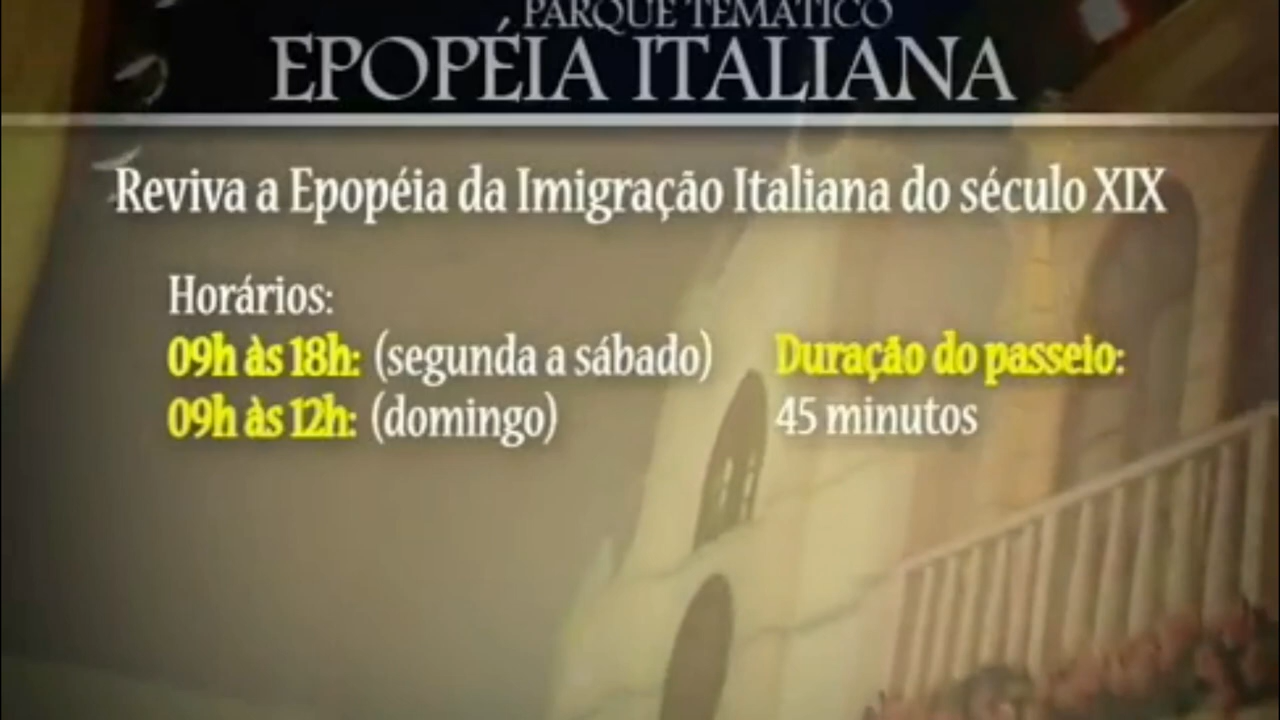 PARQUE TEMÁTICO
EPOPÉIA ITALIANA
Reviva a Epopéia da Imigração Italiana do século XIX
Horários:
09h às 18h: (segunda a sábado)
09h às 12h: (domingo)
Duração do passeio:
45 minutos